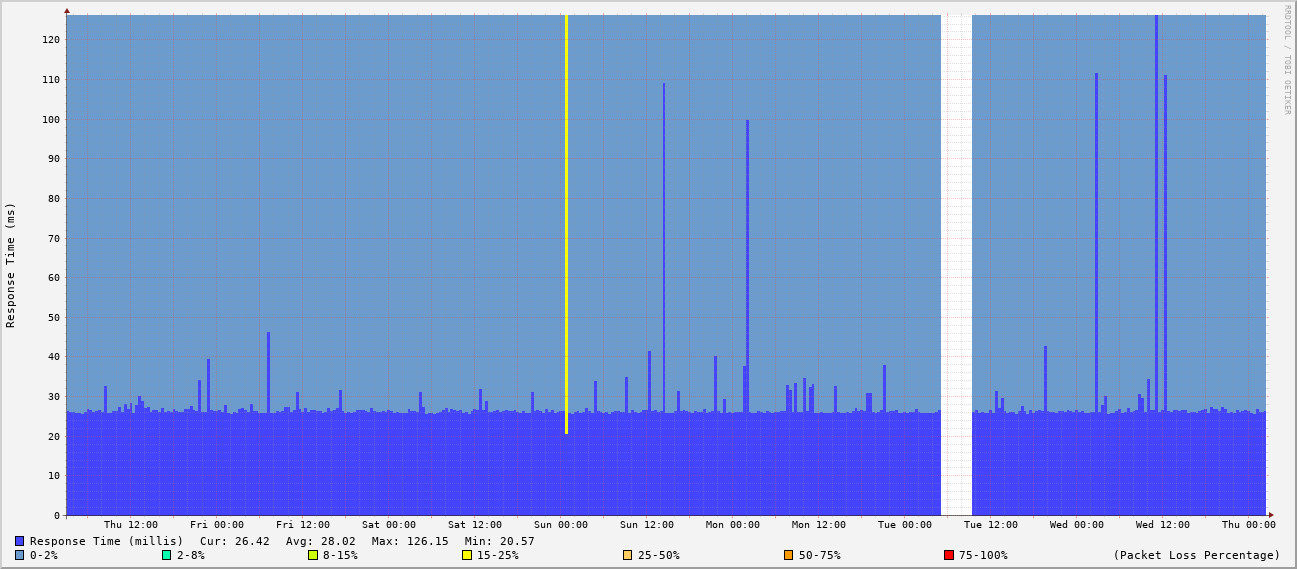 RRDTOOL / TOBI OETIKER
Response Time (ms)
120
110
100
90
80
70
60
50
40
30
20
10
0
Thu 12:00 Fri 00:00 Fri 12:00 Sat 00:00 Sat 12:00 Sun 00:00 Sun 12:00 Mon 00:00 Mon 12:00 Tue 00:00 Tue 12:00 Wed 00:00 Wed 12:00 Thu 00:00
Response Time (millis) Cur: 26.42 Avg: 28.02 Max: 126.15 Min: 20.57
0-2% 2-8% 8-15% 15-25% 25-50% 50-75% 75-100% (Packet Loss Percentage)